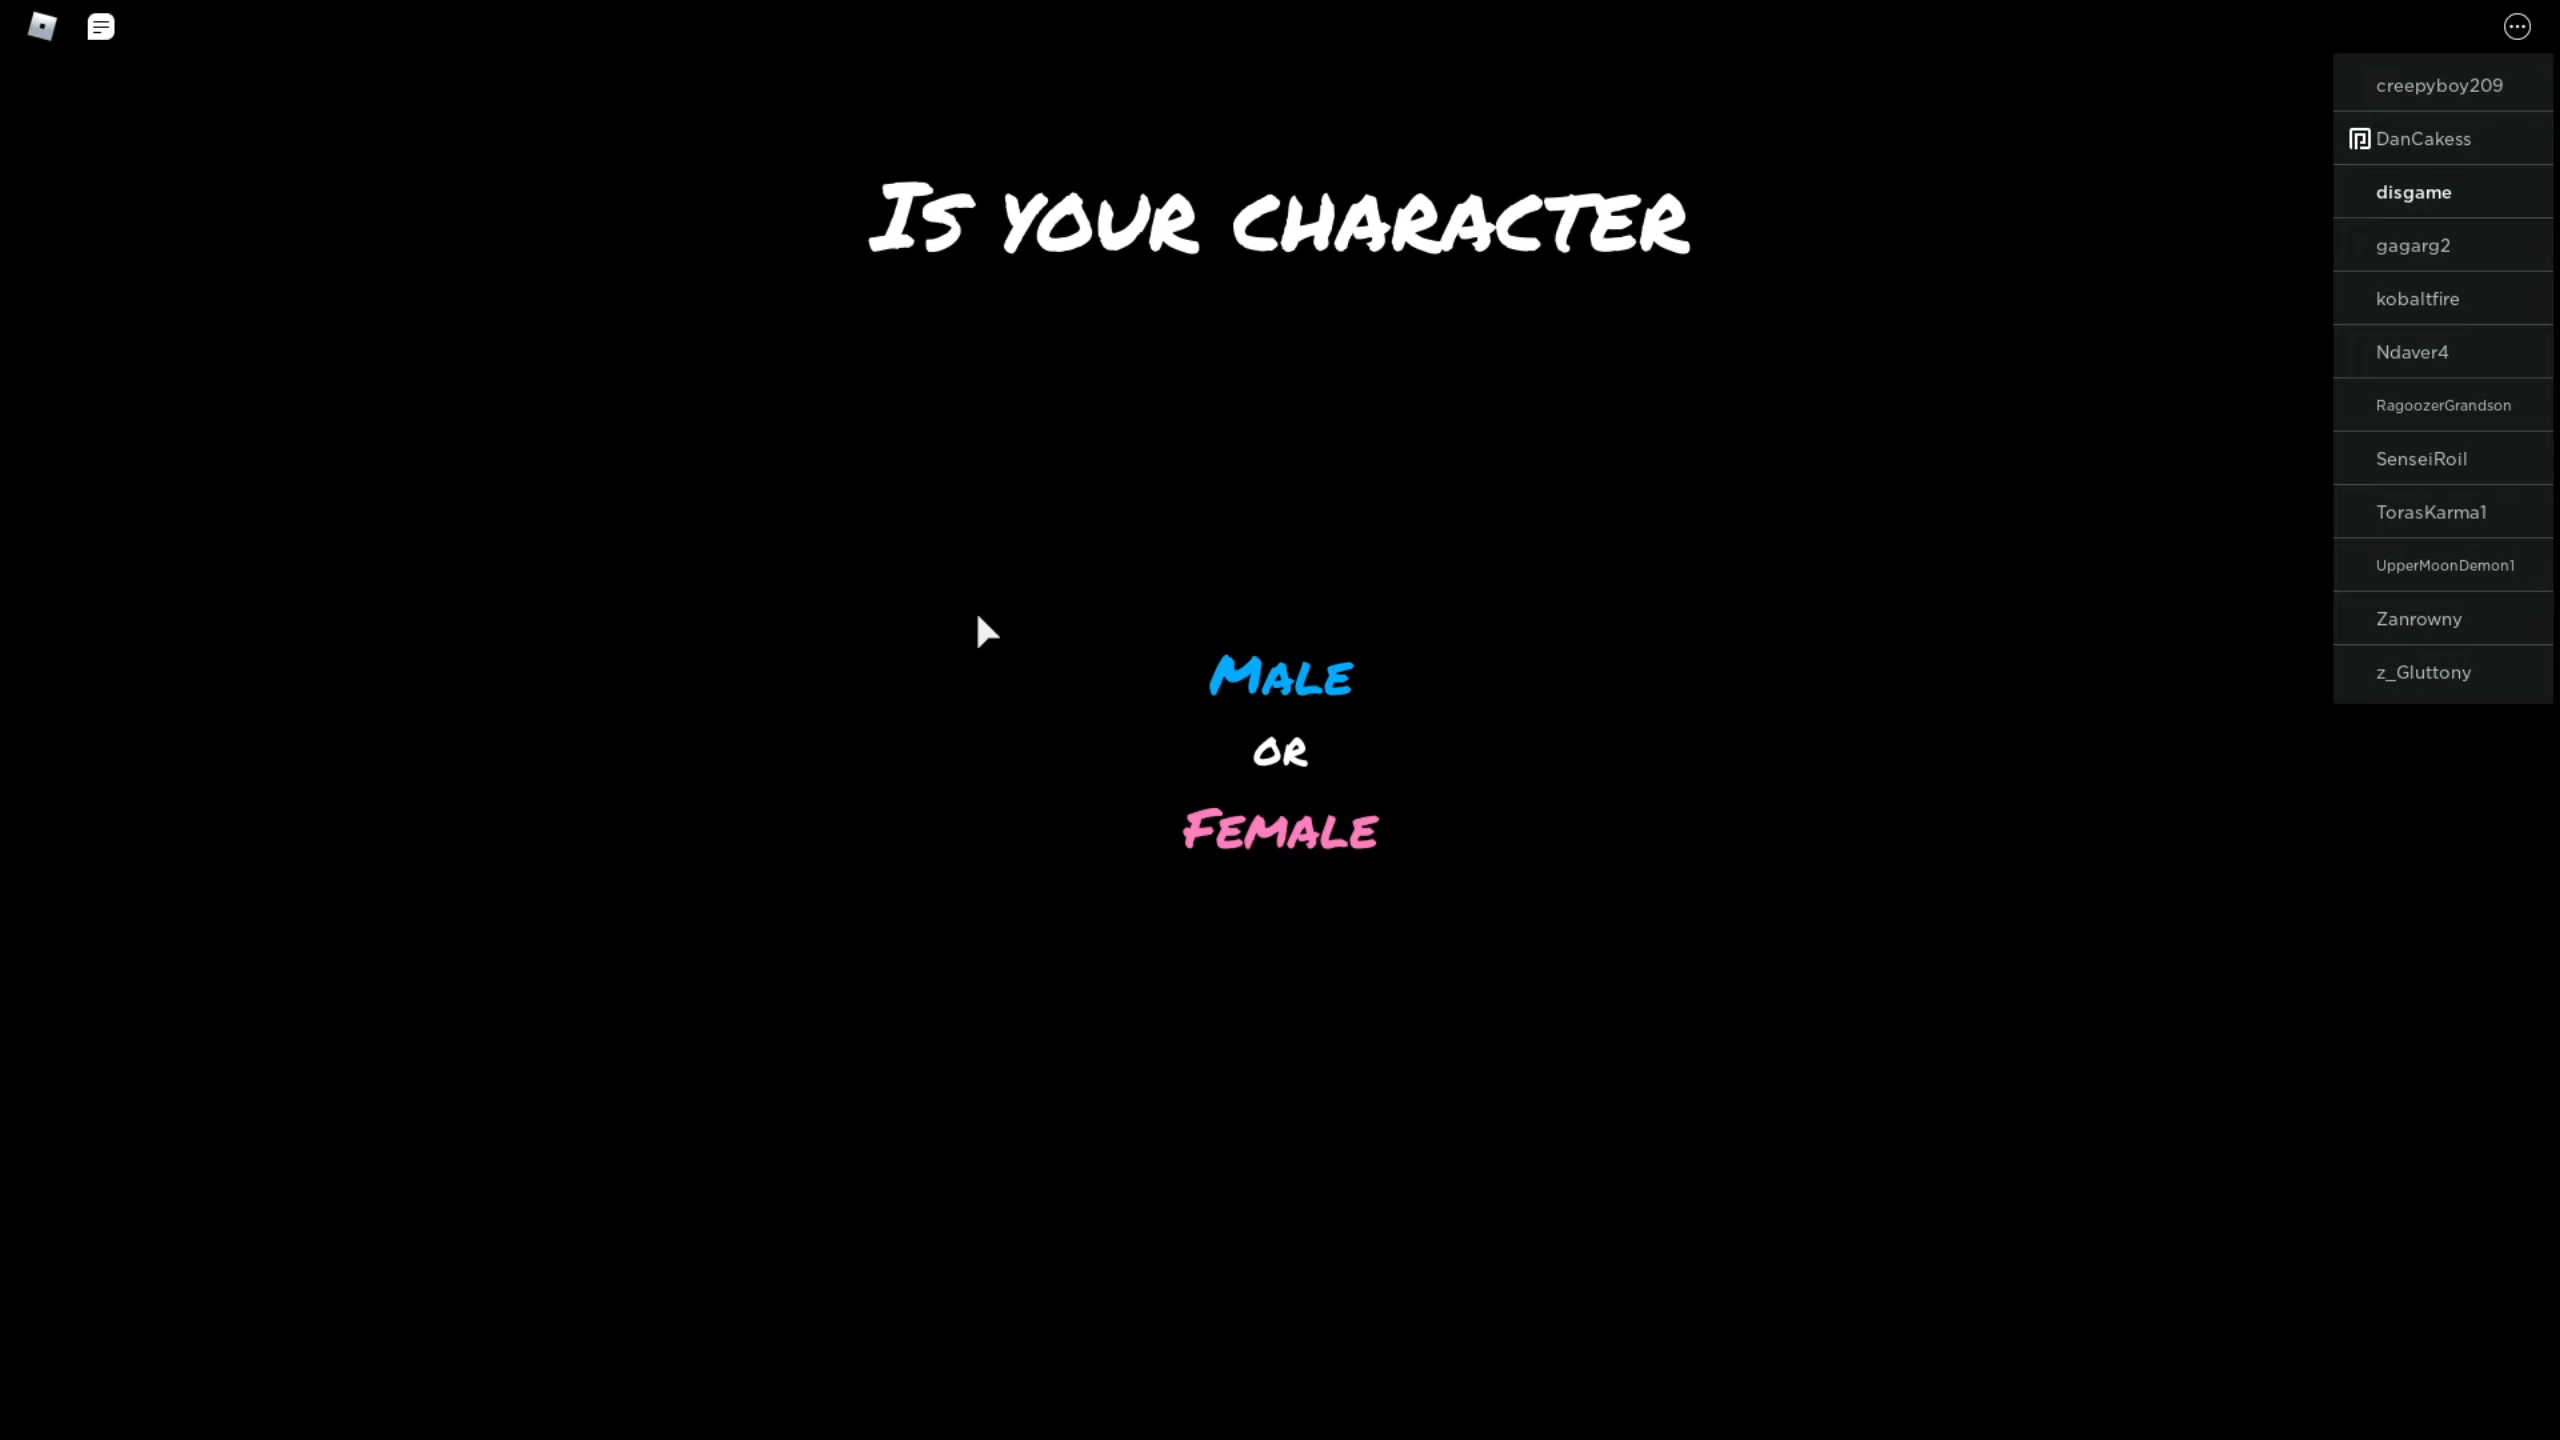 Is your character
Male
or
Female
creepyboy209
DanCakess
disgame
gagarg2
kobaltfire
Ndaver4
RagoozerGrandson
SenseiRoil
TorasKarma1
UpperMoonDemon1
Zanrowny
z_Gluttony